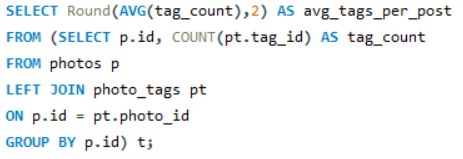 SELECT Round(AVG(tag_count),2) AS avg_tags_per_post
FROM (SELECT p.id, COUNT(pt.tag_id) AS tag_count
FROM photos p
LEFT JOIN photo_tags pt
ON p.id = pt.photo_id
GROUP BY p.id) t;